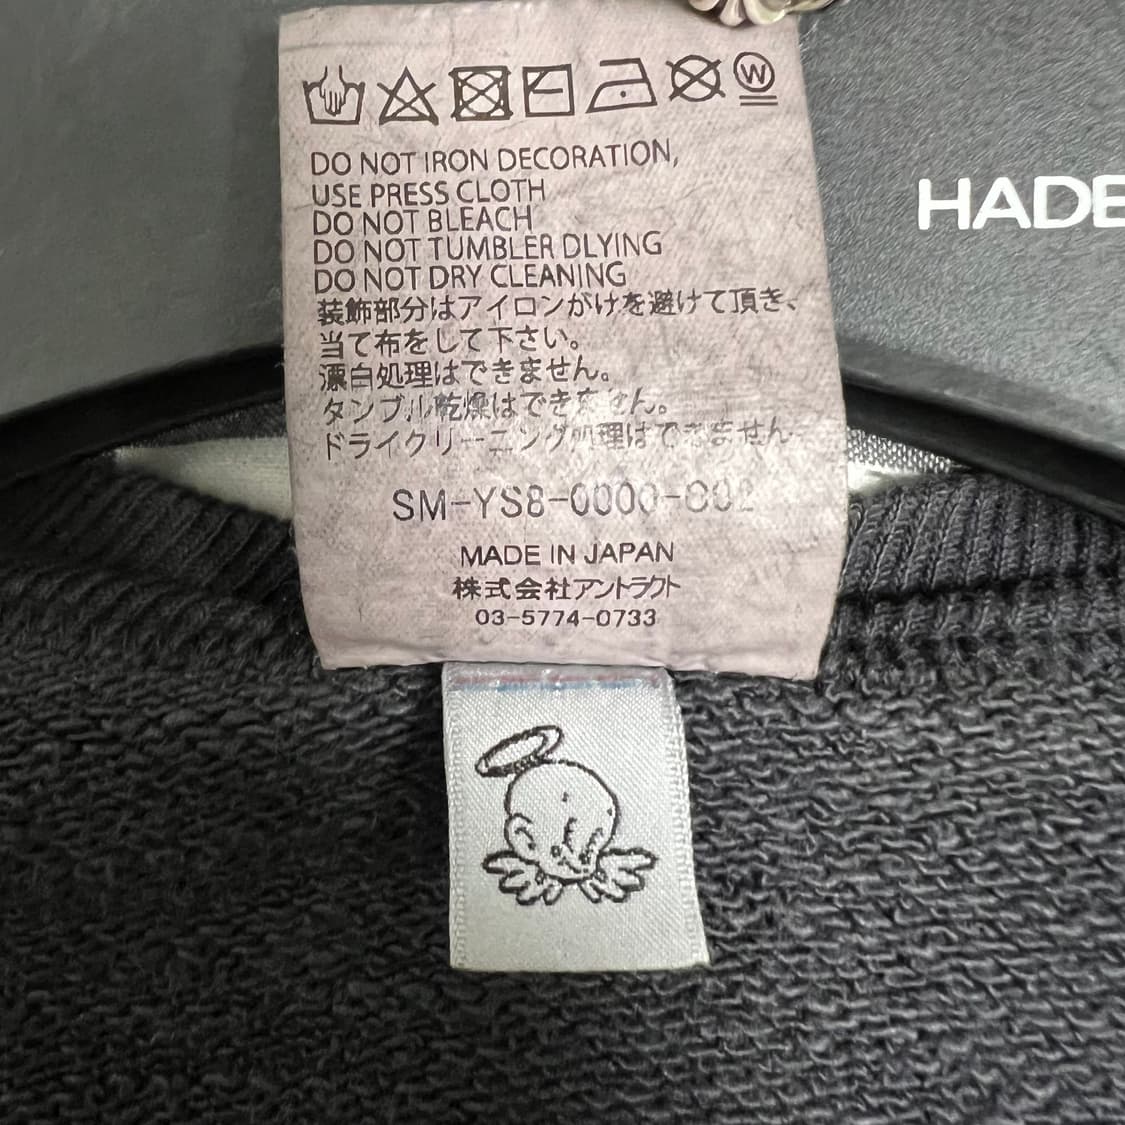 W
DO NOT IRON DECORATION,
USE PRESS CLOTH
DO NOT BLEACH
DO NOT TUMBLER DLYING
DO NOT DRY CLEANING
装飾部分はアイロンがけを避けて頂き、
当て布をして下さい。
漂白処理はできません。
タンブル乾燥はできません。
ドライクリーニング処理はできません
SM-YS8-0000-802
MADE IN JAPAN
株式会社アントラクト
03-5774-0733
HADE